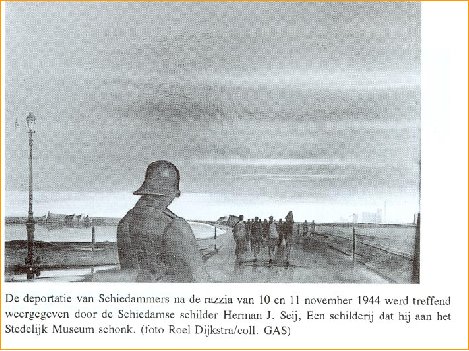 De deportatie van Schiedammers na de razzia van 10 en 11 november 1944 werd treffend
weergegeven door de Schiedamse schilder Herman J. Seij, Een schilderij dat hij aan het
Stedelijk Museum schonk. (foto Roel Dijkstra/coll. GAS)